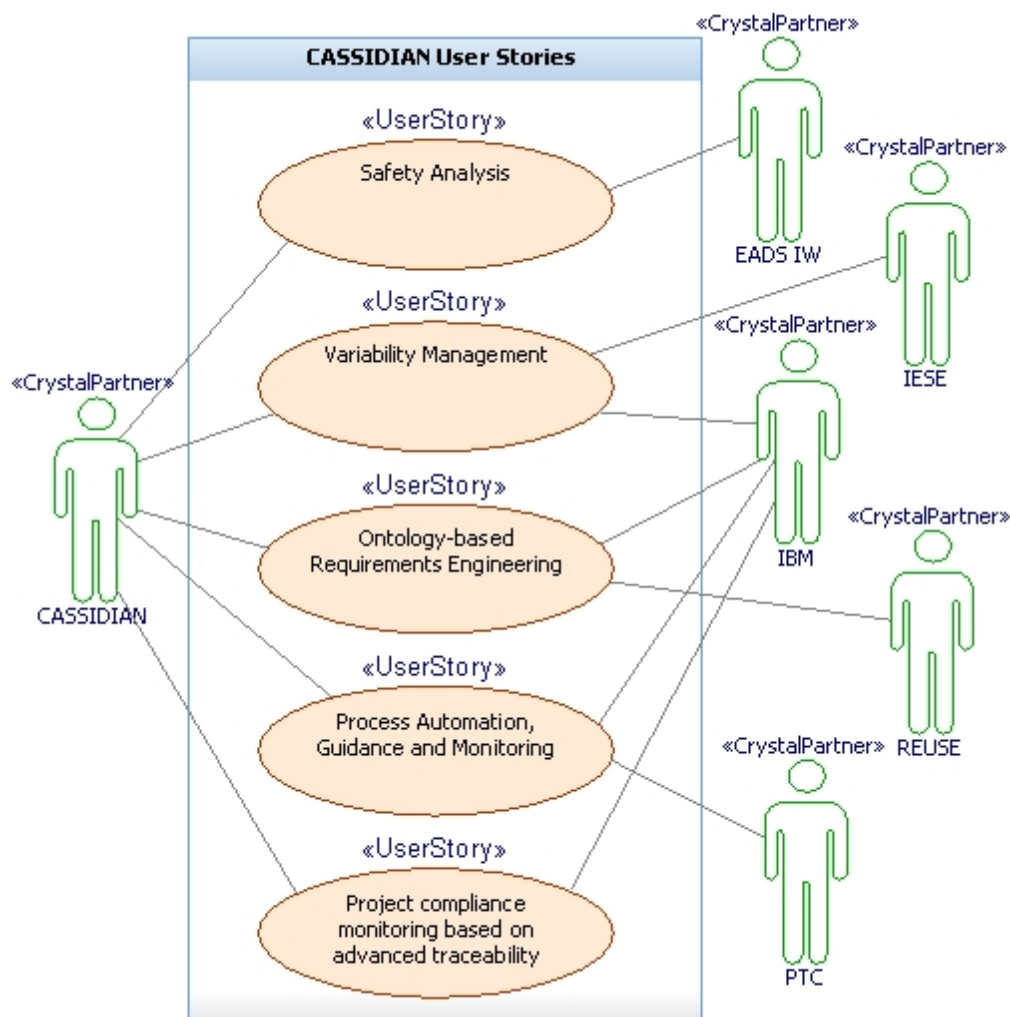 «CrystalPartner»
CASSIDIAN User Stories
«UserStory»
Safety Analysis
«CrystalPartner»
EADS IW
«UserStory»
Variability Management
«CrystalPartner»
«CrystalPartner»
IESE
«CrystalPartner»
CASSIDIAN
«UserStory»
Ontology-based
Requirements Engineering
IBM
«CrystalPartner»
REUSE
«UserStory»
Process Automation,
Guidance and Monitoring
«CrystalPartner»
PTC
«UserStory»
Project compliance
monitoring based on
advanced traceability